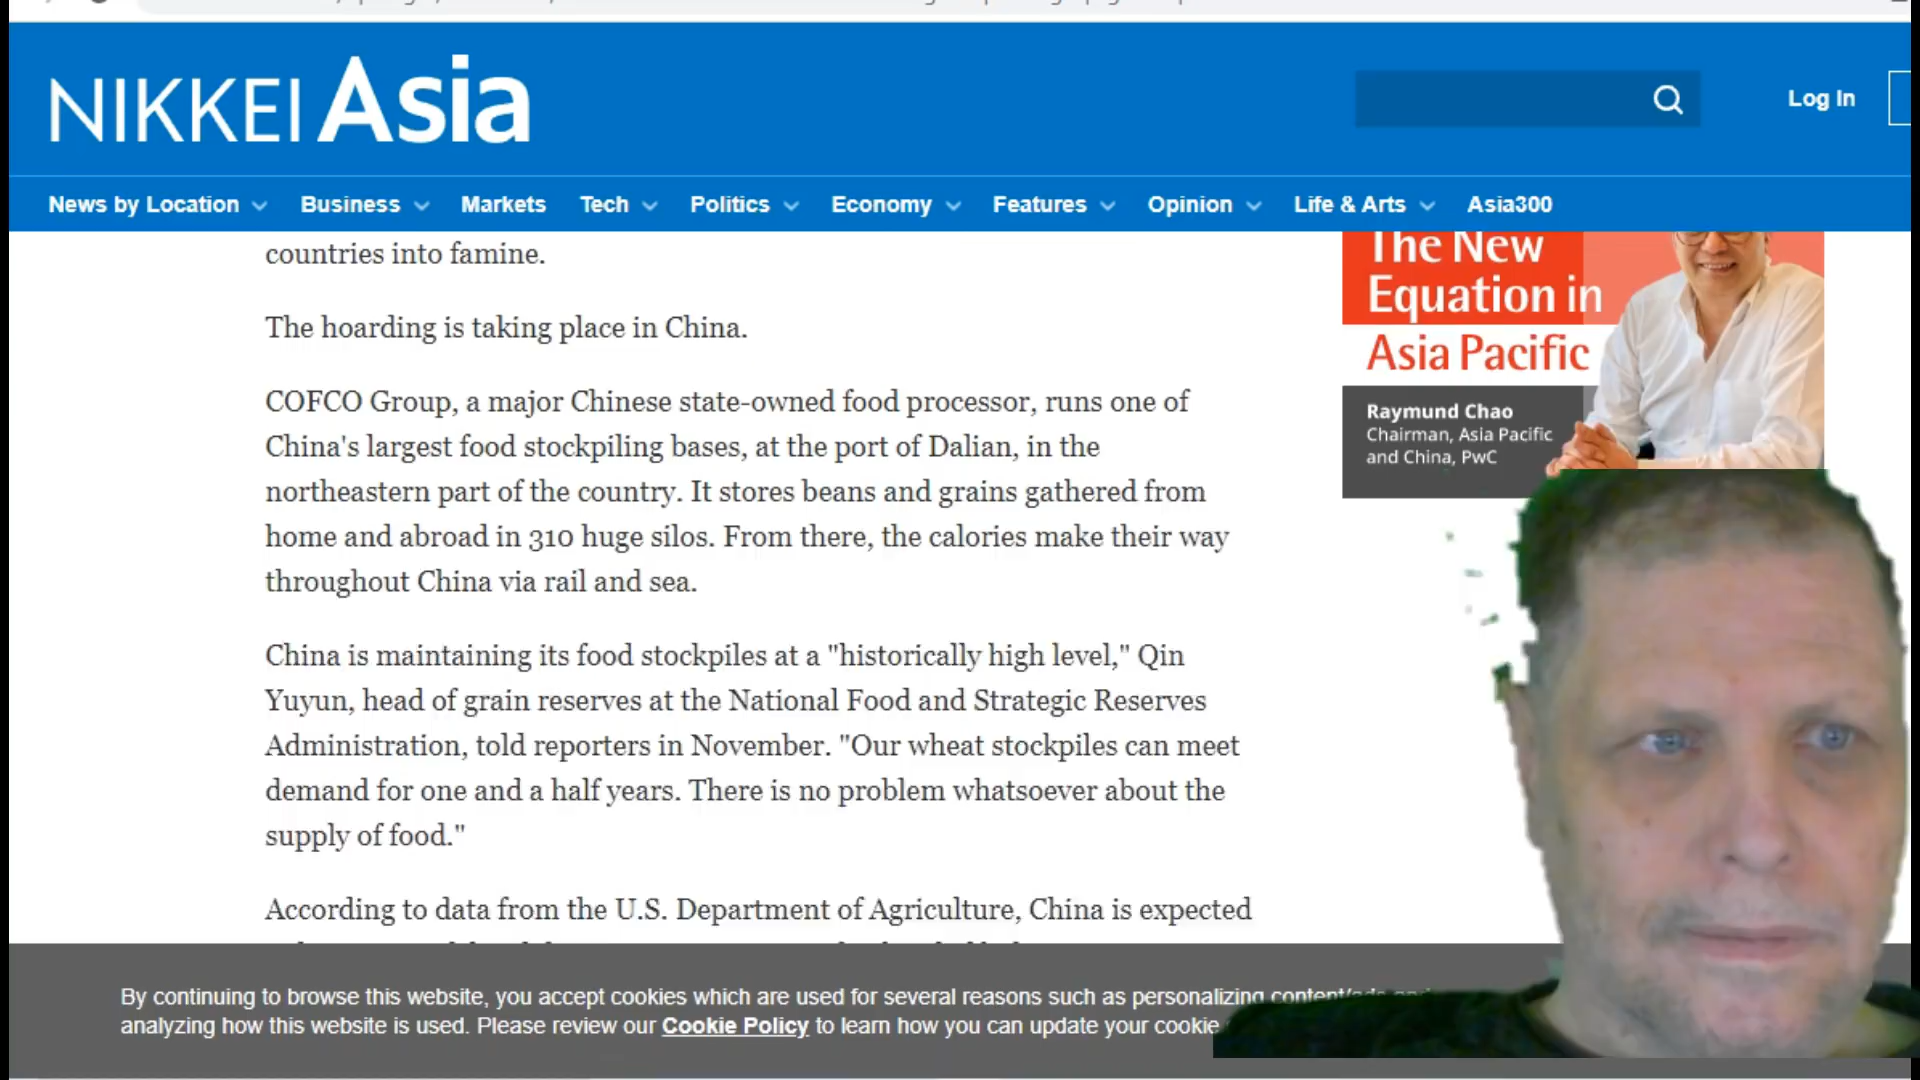 NIKKEI Asia
Log In
News by Location Business Markets Tech Politics Economy Features Opinion Life & Arts Asia300
countries into famine.
The hoarding is taking place in China.
COFCO Group, a major Chinese state-owned food processor, runs one of
China's largest food stockpiling bases, at the port of Dalian, in the
northeastern part of the country. It stores beans and grains gathered from
home and abroad in 310 huge silos. From there, the calories make their way
throughout China via rail and sea.
China is maintaining its food stockpiles at a "historically high level," Qin
Yuyun, head of grain reserves at the National Food and Strategic Reserves
Administration, told reporters in November. "Our wheat stockpiles can meet
demand for one and a half years. There is no problem whatsoever about the
supply of food."
According to data from the U.S. Department of Agriculture, China is expected
The New
Equation in
Asia Pacific
Raymund Chao
Chairman, Asia Pacific
and China, PwC
By continuing to browse this website, you accept cookies which are used for several reasons such as personalizing content/ads and
analyzing how this website is used. Please review our Cookie Policy to learn how you can update your cookie